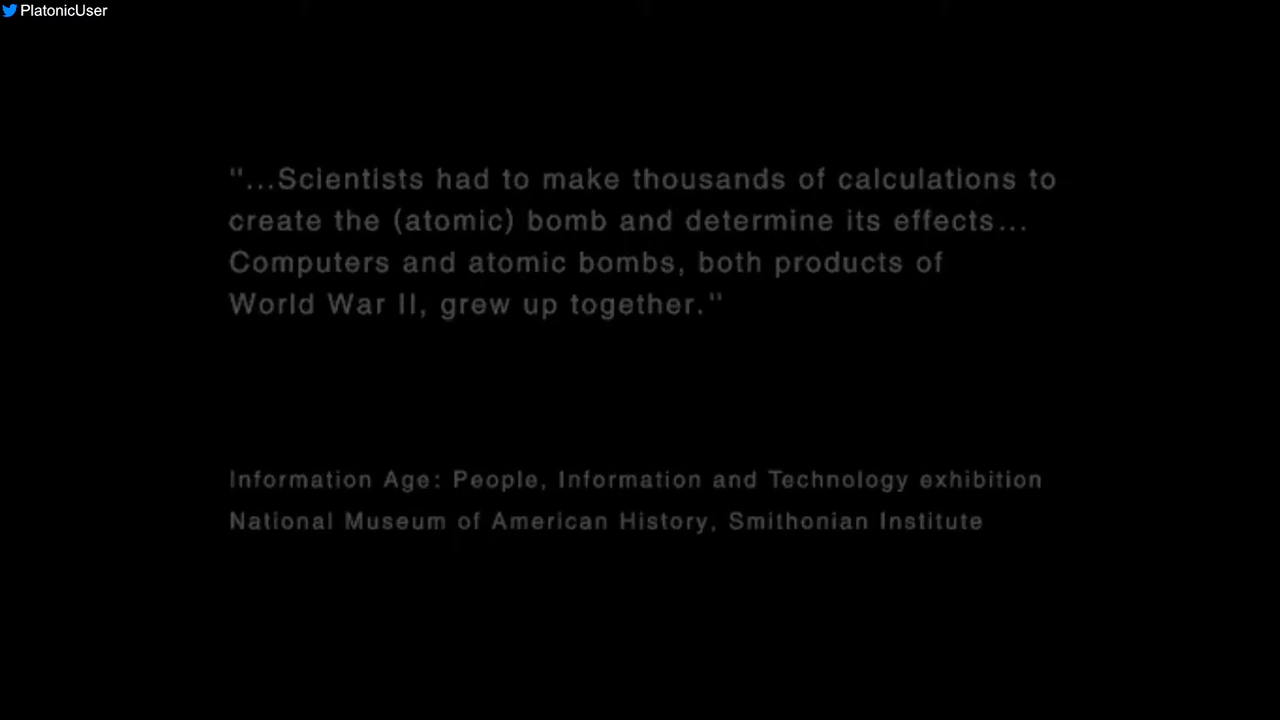 PlatonicUser
"...Scientists had to make thousands of calculations to
create the (atomic) bomb and determine its effects...
Computers and atomic bombs, both products of
World War II, grew up together."
Information Age: People, Information and Technology exhibition
National Museum of American History, Smithonian Institute